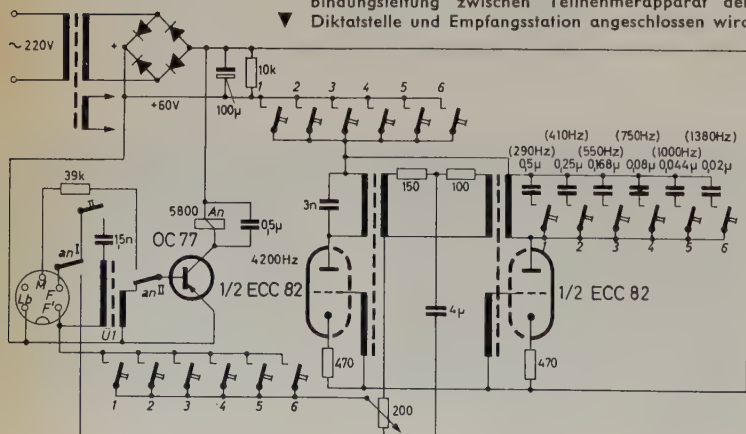 bindungsleitung zwischen Teilnehmerapparat der
▼ Diktatstelle und Empfangsstation angeschlossen wird
~220V
+
+60V
100µ
10k
1 2 3 4 5 6
39k
1,5n
an I
an II
M
F
F'
Lb
Ü1
5800 An
0,5µ
OC 77
3n
150
100
4200Hz
1/2 ECC 82
470
4µ
200
(290Hz) (410Hz) (550Hz) (750Hz) (1000Hz) (1380Hz)
0,5µ 0,25µ 0,168µ 0,08µ 0,044µ 0,02µ
1 2 3 4 5 6
1/2 ECC 82
470
1 2 3 4 5 6